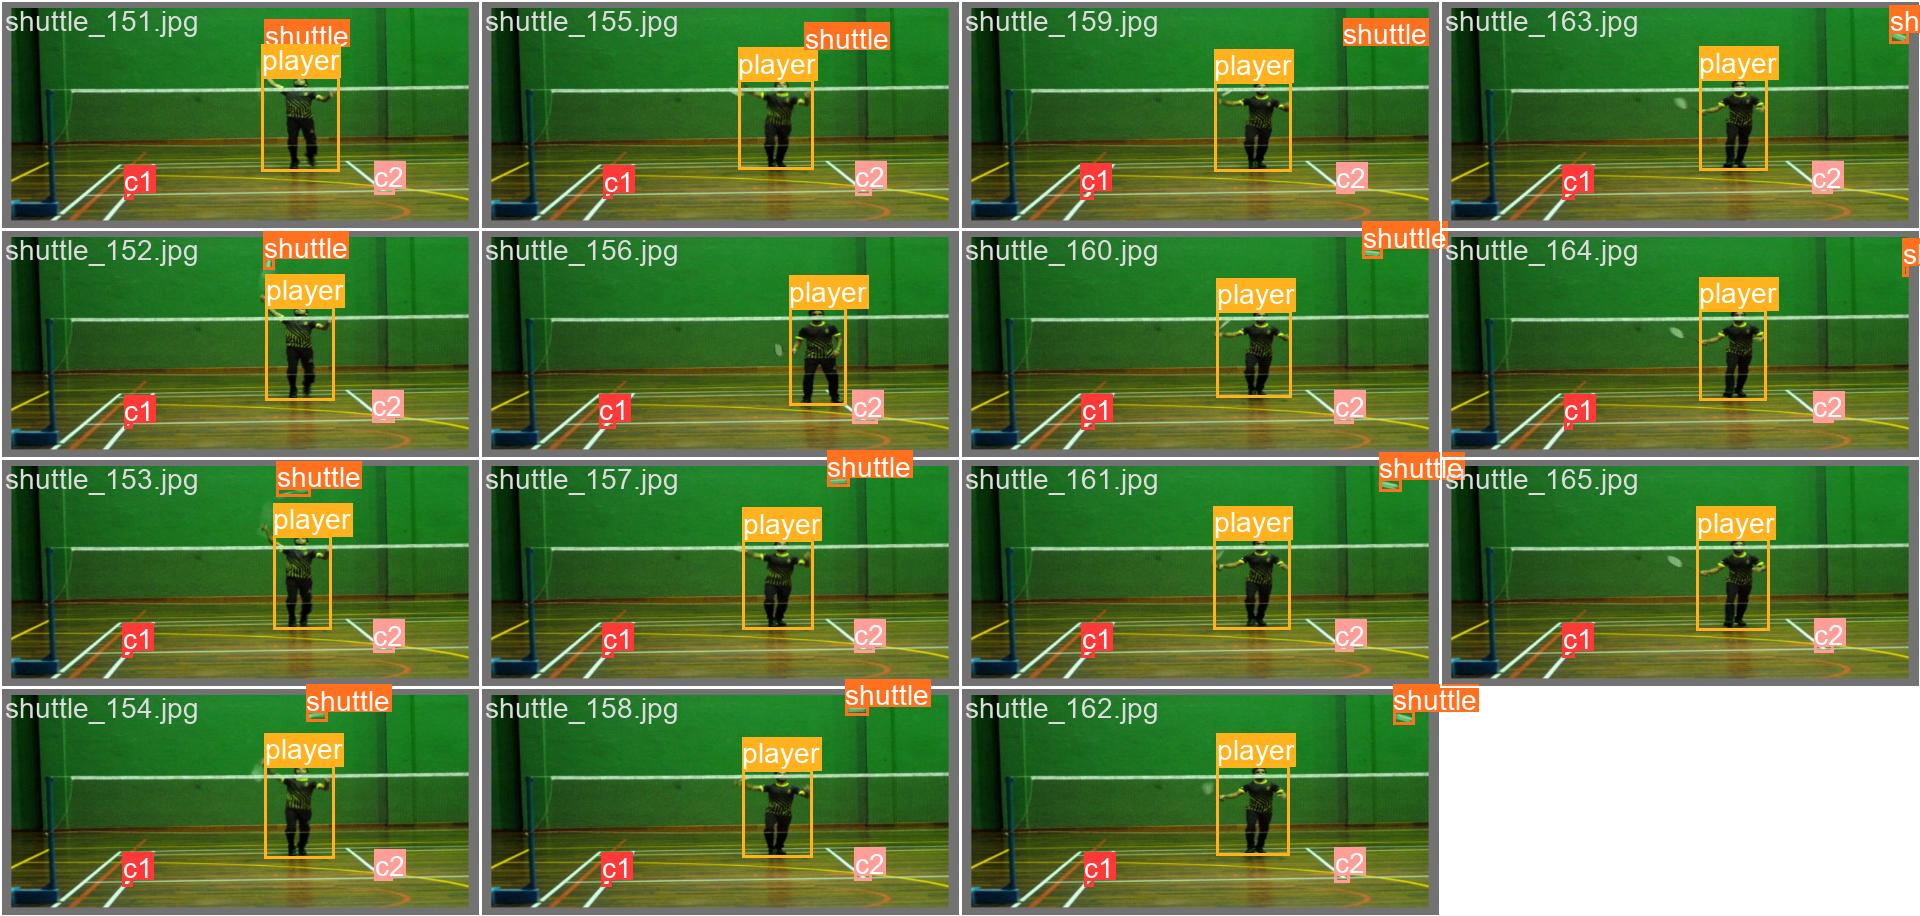 shuttle_151.jpg
shuttle
player
c1
c2
shuttle_155.jpg
shuttle
player
c1
c2
shuttle_159.jpg
shuttle
player
c1
c2
shuttle_163.jpg
sh
player
c1
c2
shuttle_152.jpg
shuttle
player
c1
c2
shuttle_156.jpg
player
c1
c2
shuttle_160.jpg
shuttle
player
c1
c2
shuttle_164.jpg
s
player
c1
c2
shuttle_153.jpg
shuttle
player
c1
c2
shuttle_157.jpg
shuttle
player
c1
c2
shuttle_161.jpg
shuttle
player
c1
c2
shuttle_165.jpg
player
c1
c2
shuttle_154.jpg
shuttle
player
c1
c2
shuttle_158.jpg
shuttle
player
c1
c2
shuttle_162.jpg
shuttle
player
c1
c2